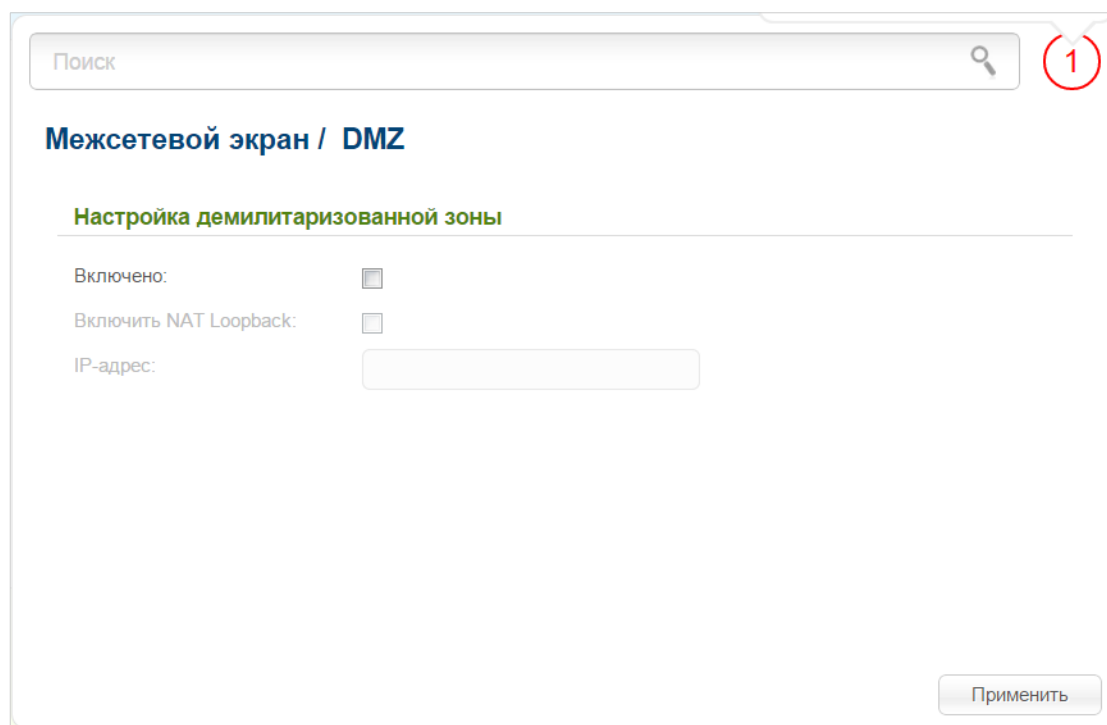 Поиск
1
Межсетевой экран / DMZ
Настройка демилитаризованной зоны
Включено:
Включить NAT Loopback:
IP-адрес:
Применить